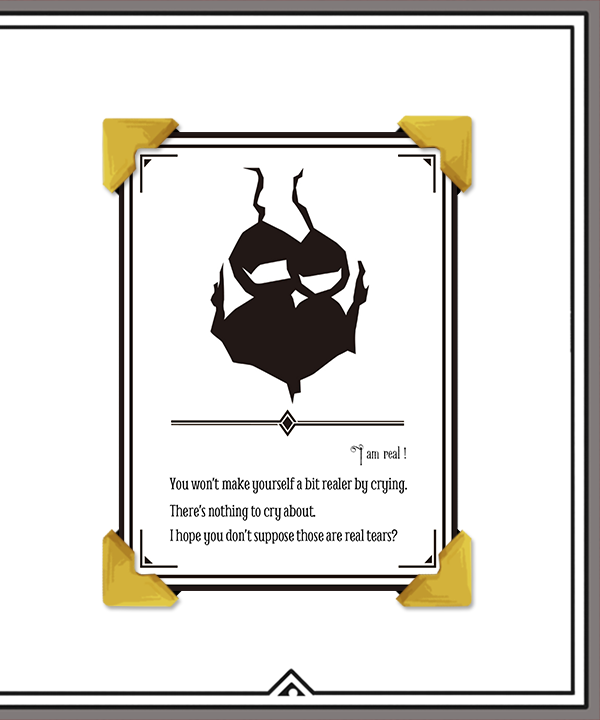 I am real !
You won't make yourself a bit realer by crying.
There's nothing to cry about.
I hope you don't suppose those are real tears?